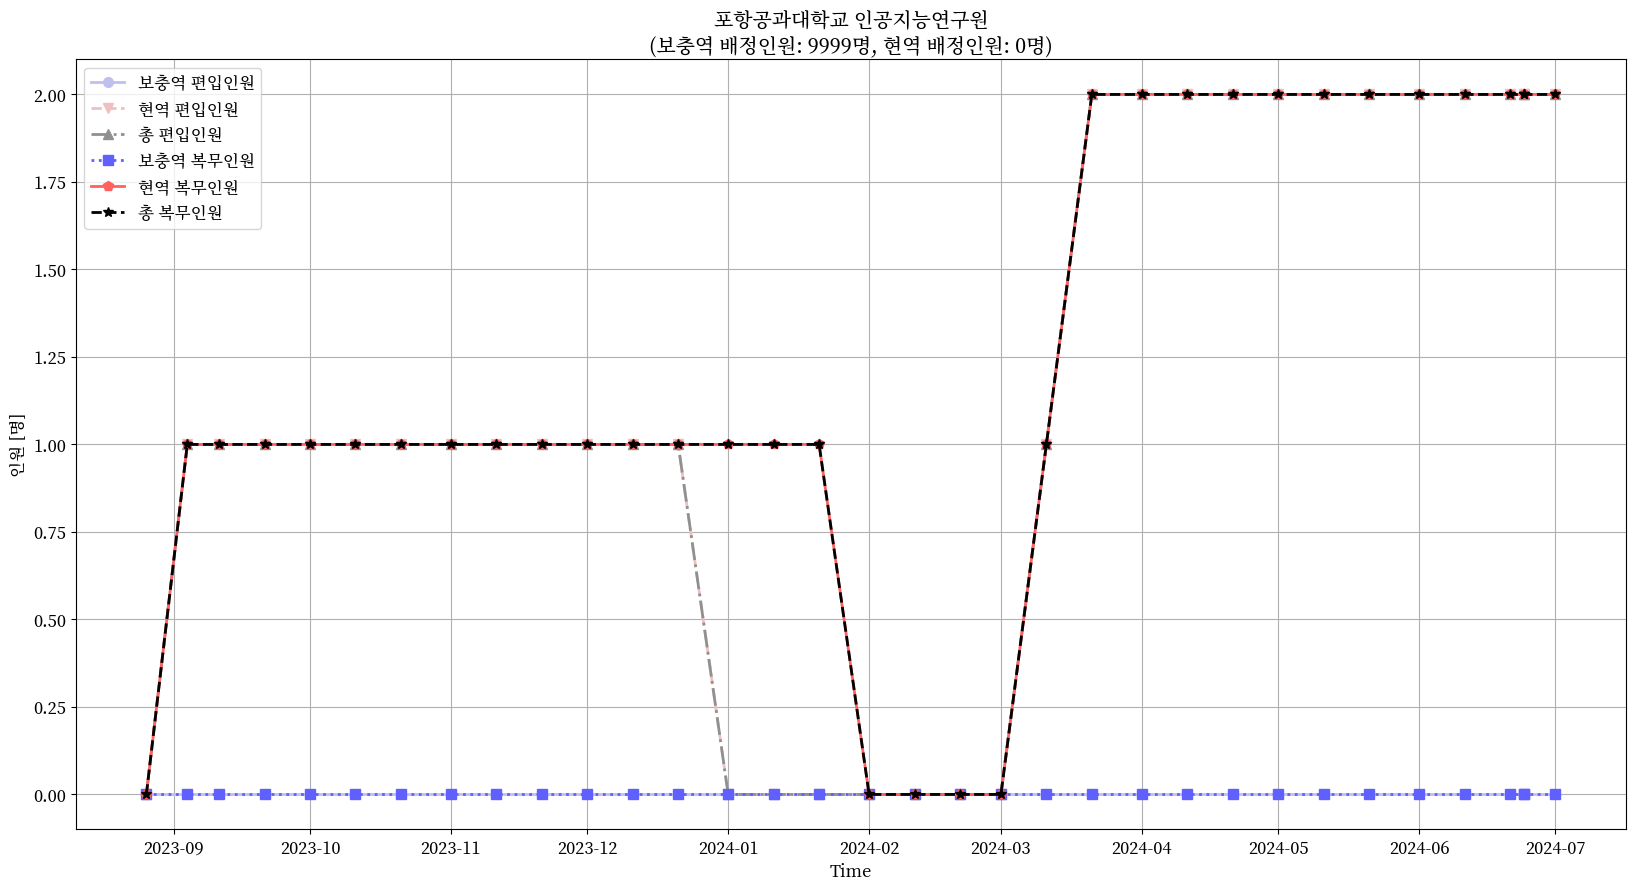 포항공과대학교 인공지능연구원
(보충역 배정인원: 9999명, 현역 배정인원: 0명)
보충역 편입인원
현역 편입인원
총 편입인원
보충역 복무인원
현역 복무인원
총 복무인원
2.00
1.75
1.50
1.25
1.00
0.75
0.50
0.25
0.00
인원 [명]
2023-09 2023-10 2023-11 2023-12 2024-01 2024-02 2024-03 2024-04 2024-05 2024-06 2024-07
Time